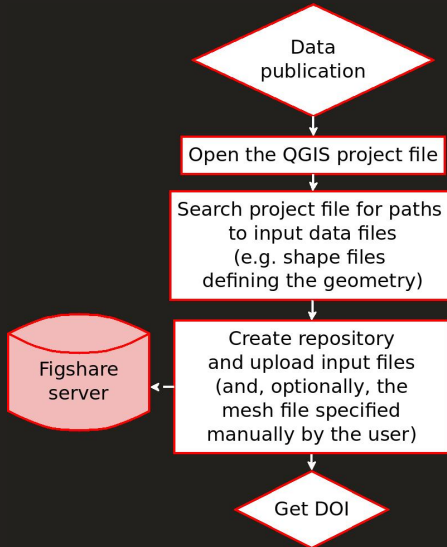 Data
publication
Open the QGIS project file
Search project file for paths
to input data files
(e.g. shape files
defining the geometry)
Create repository
and upload input files
(and, optionally, the
mesh file specified
manually by the user)
Figshare
server
Get DOI